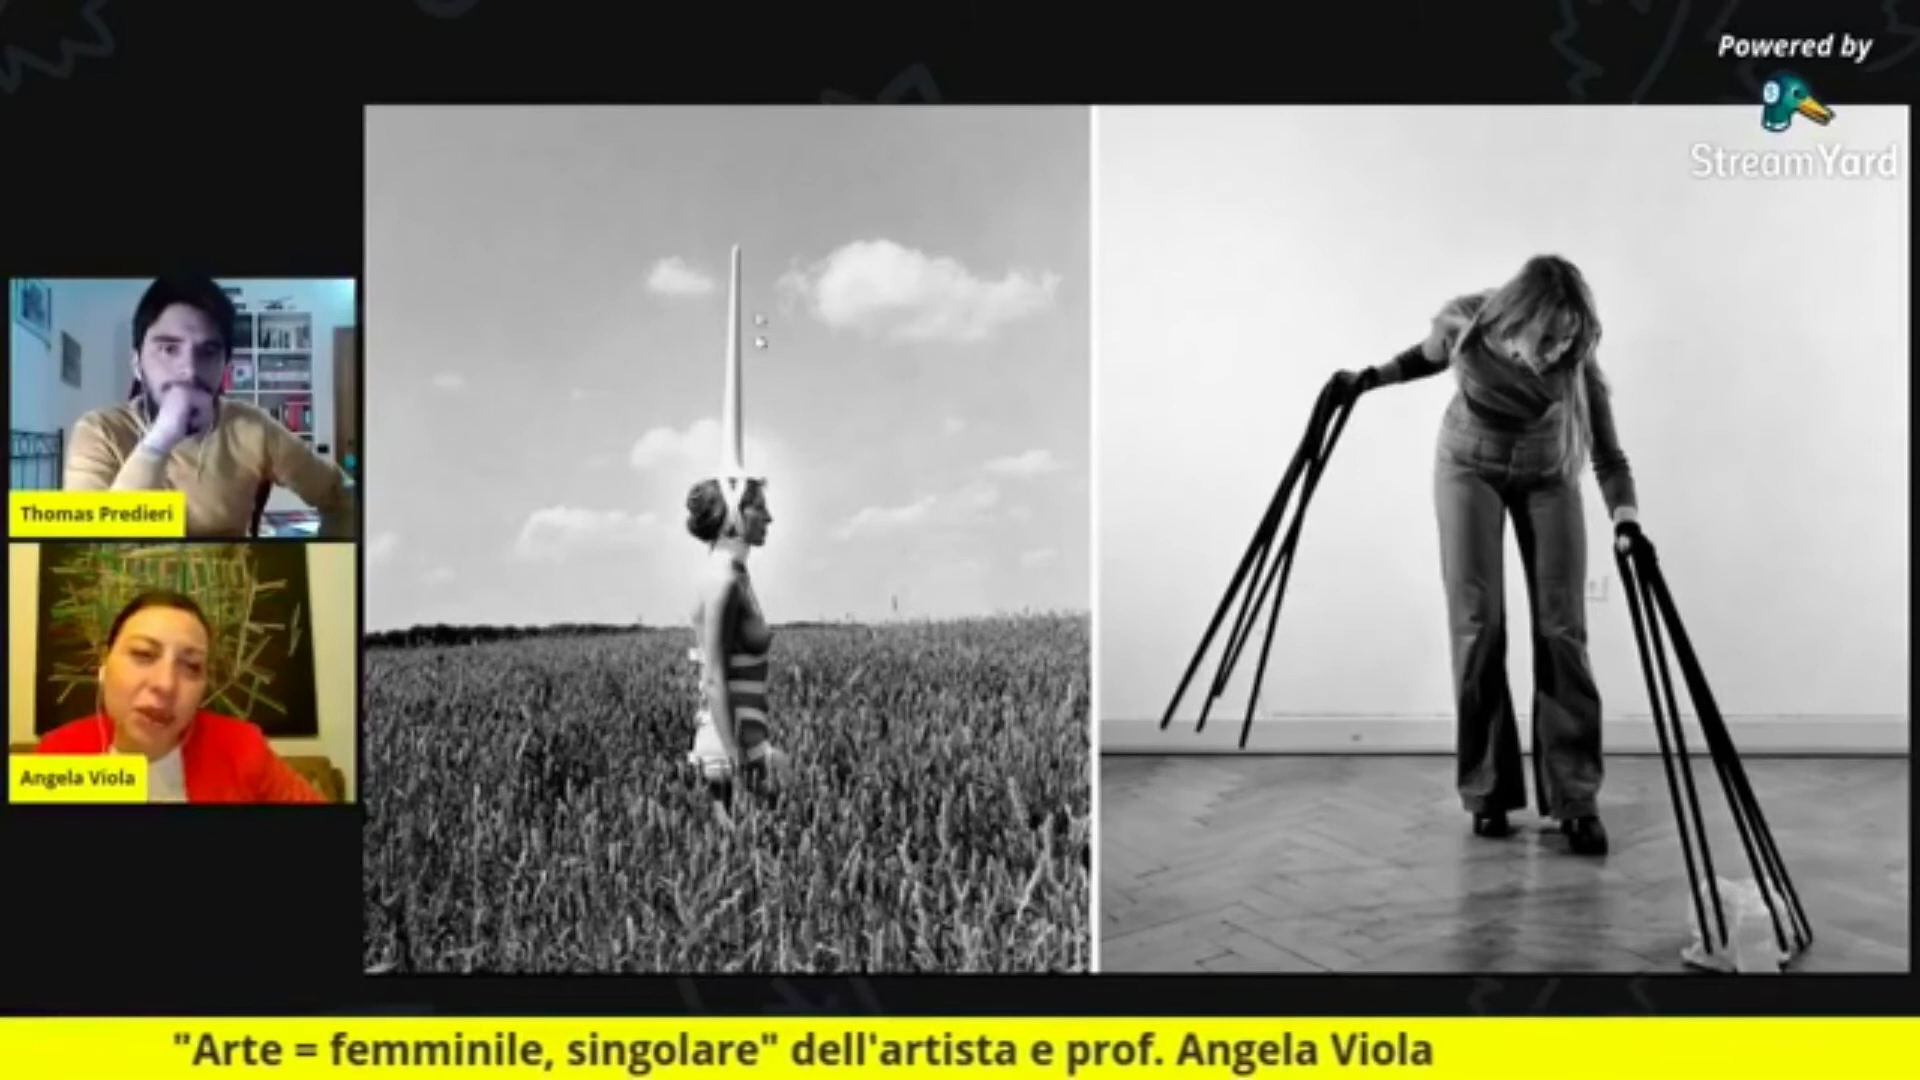 Powered by
StreamYard
Thomas Predieri
Angela Viola
"Arte = femminile, singolare" dell'artista e prof. Angela Viola